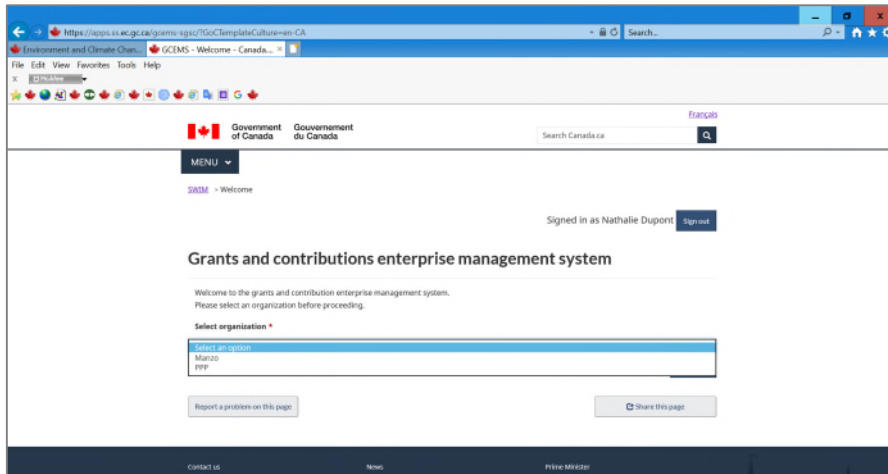 https://apps.ss.ec.gc.ca/gcems-sgesc/?GoCTemplateCulture=en-CA
Search...
Environment and Climate Chan...
GCEMS - Welcome - Canada...
File Edit View Favorites Tools Help
x McAfee
Français
Government of Canada
Gouvernement du Canada
Search Canada.ca
MENU
SWIM > Welcome
Signed in as Nathalie Dupont
Sign out
Grants and contributions enterprise management system
Welcome to the grants and contribution enterprise management system.
Please select an organization before proceeding.
Select organization *
Select an option
Manzo
PPP
Report a problem on this page
Share this page
Contact us
News
Prime Minister